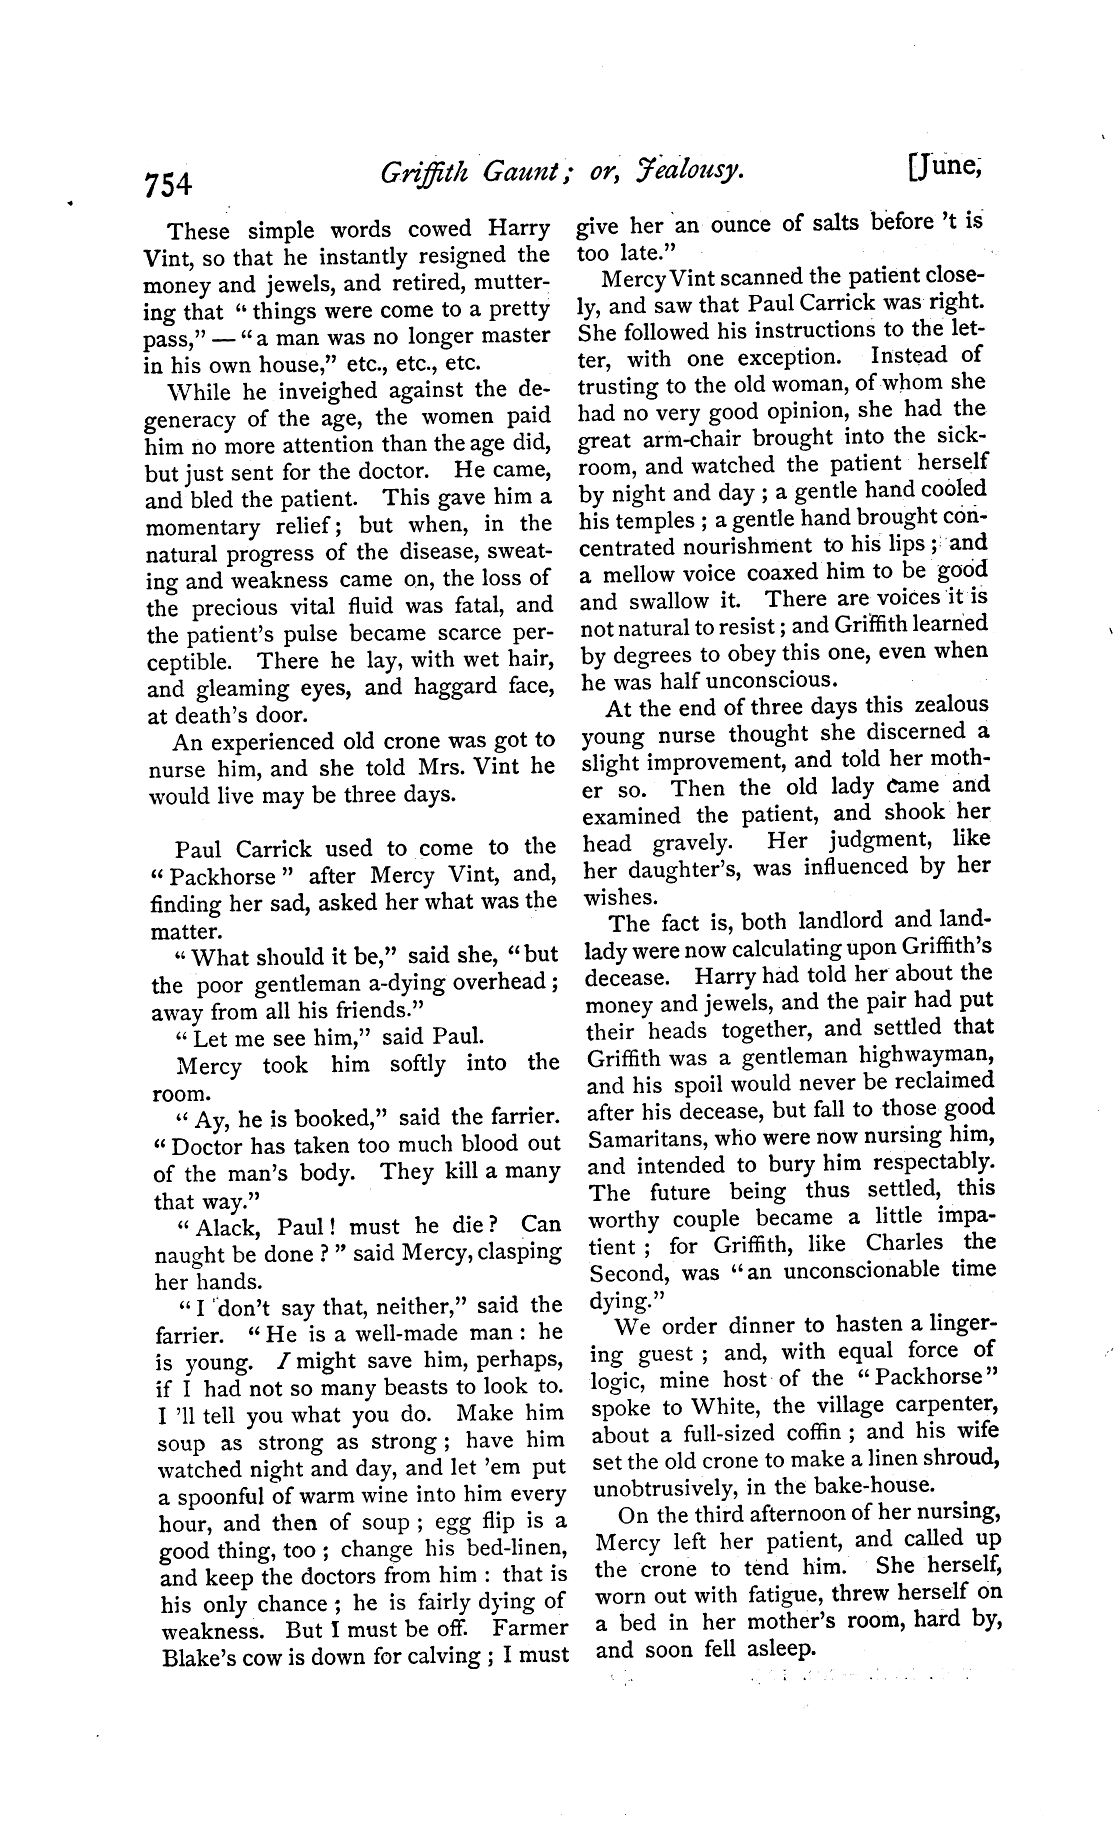 754
Griffith Gaunt; or, Jealousy.
[June,
These simple words cowed Harry
Vint, so that he instantly resigned the
money and jewels, and retired, mutter-
ing that “things were come to a pretty
pass,” — “a man was no longer master
in his own house,” etc., etc., etc.
While he inveighed against the de-
generacy of the age, the women paid
him no more attention than the age did,
but just sent for the doctor. He came,
and bled the patient. This gave him a
momentary relief; but when, in the
natural progress of the disease, sweat-
ing and weakness came on, the loss of
the precious vital fluid was fatal, and
the patient’s pulse became scarce per-
ceptible. There he lay, with wet hair,
and gleaming eyes, and haggard face,
at death’s door.
An experienced old crone was got to
nurse him, and she told Mrs. Vint he
would live may be three days.
Paul Carrick used to come to the
“Packhorse” after Mercy Vint, and,
finding her sad, asked her what was the
matter.
“What should it be,” said she, “but
the poor gentleman a-dying overhead;
away from all his friends.”
“Let me see him,” said Paul.
Mercy took him softly into the
room.
“Ay, he is booked,” said the farrier.
“Doctor has taken too much blood out
of the man’s body. They kill a many
that way.”
“Alack, Paul! must he die? Can
naught be done?” said Mercy, clasping
her hands.
“I don’t say that, neither,” said the
farrier. “He is a well-made man: he
is young. I might save him, perhaps,
if I had not so many beasts to look to.
I ’ll tell you what you do. Make him
soup as strong as strong; have him
watched night and day, and let ’em put
a spoonful of warm wine into him every
hour, and then of soup; egg flip is a
good thing, too; change his bed-linen,
and keep the doctors from him: that is
his only chance; he is fairly dying of
weakness. But I must be off. Farmer
Blake’s cow is down for calving; I must
give her an ounce of salts before ’t is
too late.”
Mercy Vint scanned the patient close-
ly, and saw that Paul Carrick was right.
She followed his instructions to the let-
ter, with one exception. Instead of
trusting to the old woman, of whom she
had no very good opinion, she had the
great arm-chair brought into the sick-
room, and watched the patient herself
by night and day; a gentle hand cooled
his temples; a gentle hand brought con-
centrated nourishment to his lips; and
a mellow voice coaxed him to be good
and swallow it. There are voices it is
not natural to resist; and Griffith learned
by degrees to obey this one, even when
he was half unconscious.
At the end of three days this zealous
young nurse thought she discerned a
slight improvement, and told her moth-
er so. Then the old lady came and
examined the patient, and shook her
head gravely. Her judgment, like
her daughter’s, was influenced by her
wishes.
The fact is, both landlord and land-
lady were now calculating upon Griffith’s
decease. Harry had told her about the
money and jewels, and the pair had put
their heads together, and settled that
Griffith was a gentleman highwayman,
and his spoil would never be reclaimed
after his decease, but fall to those good
Samaritans, who were now nursing him,
and intended to bury him respectably.
The future being thus settled, this
worthy couple became a little impa-
tient; for Griffith, like Charles the
Second, was “an unconscionable time
dying.”
We order dinner to hasten a linger-
ing guest; and, with equal force of
logic, mine host of the “Packhorse”
spoke to White, the village carpenter,
about a full-sized coffin; and his wife
set the old crone to make a linen shroud,
unobtrusively, in the bake-house.
On the third afternoon of her nursing,
Mercy left her patient, and called up
the crone to tend him. She herself,
worn out with fatigue, threw herself on
a bed in her mother’s room, hard by,
and soon fell asleep.